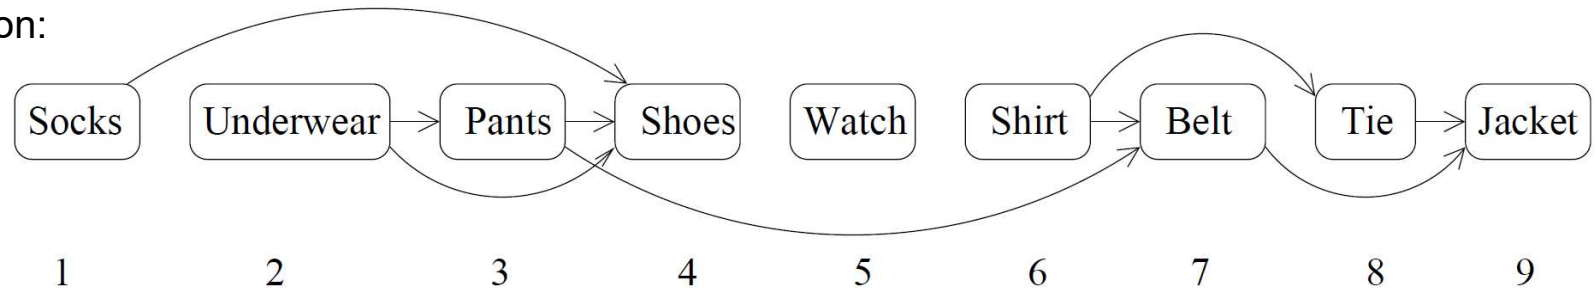 on:
Socks Underwear Pants Shoes Watch Shirt Belt Tie Jacket
1 2 3 4 5 6 7 8 9